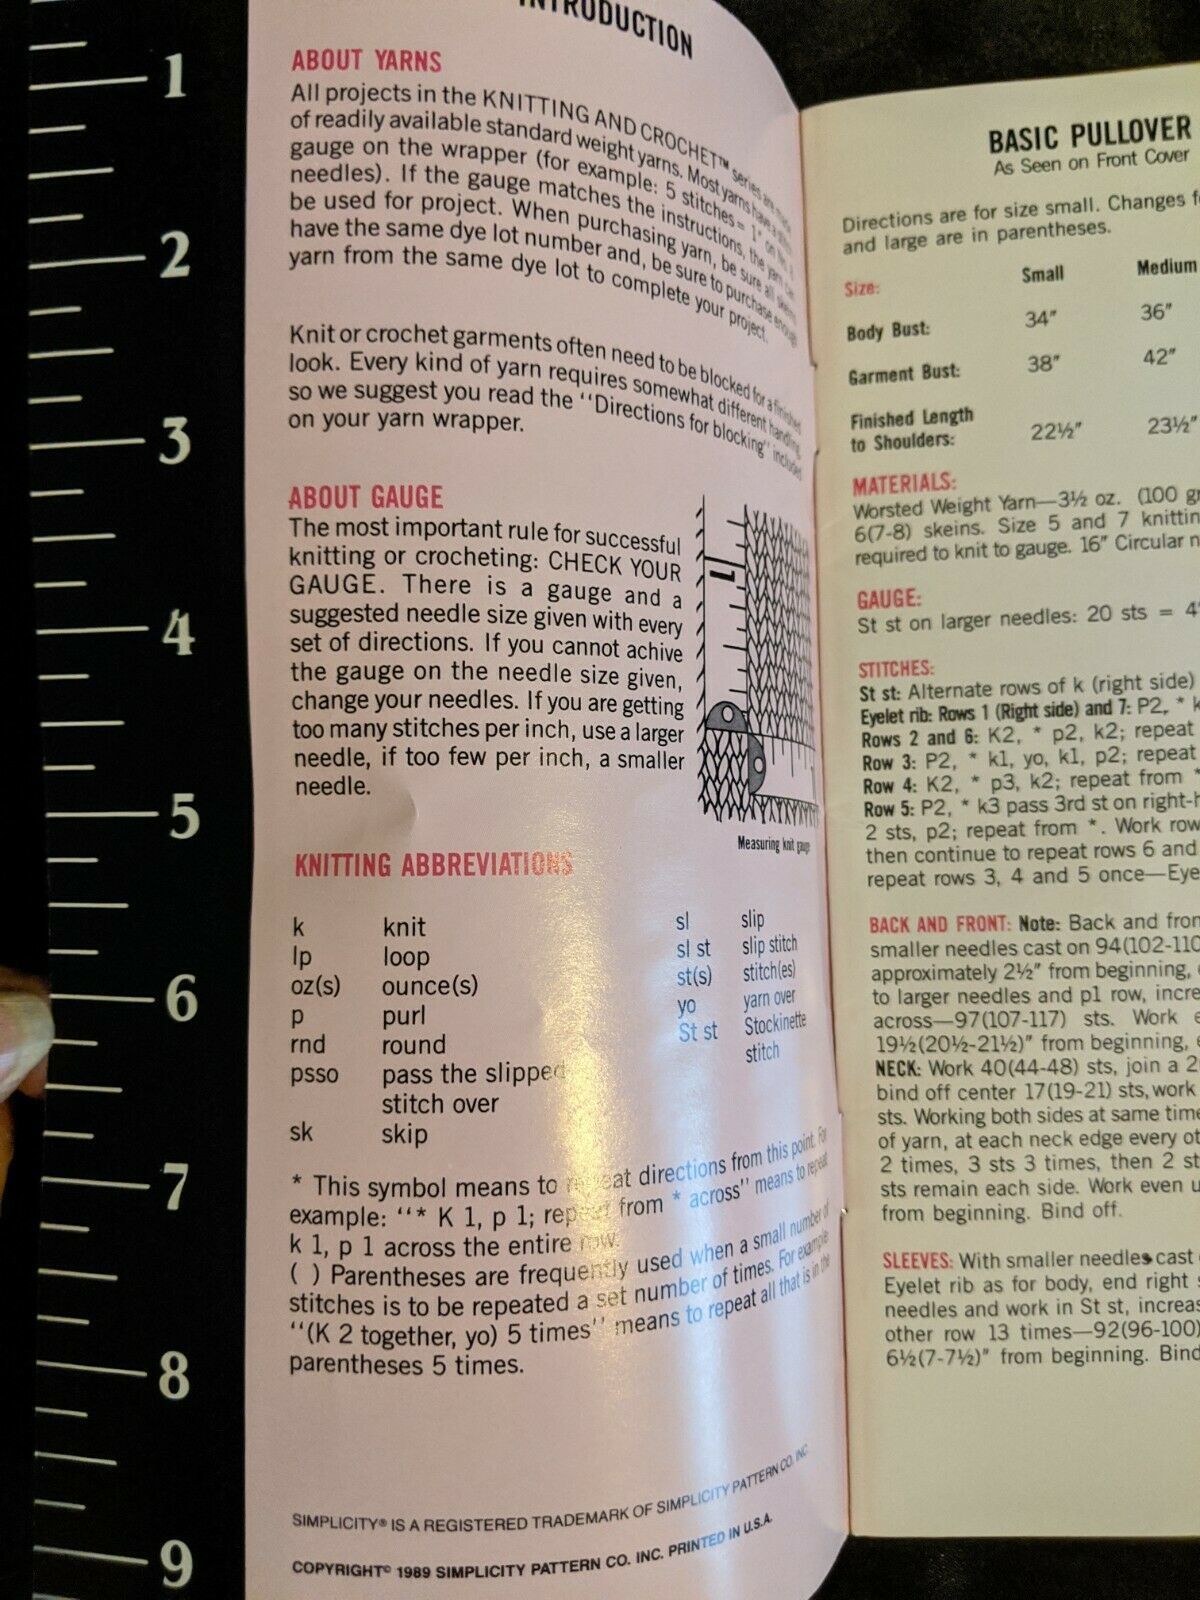 1
2
3
4
5
6
7
8
9
INTRODUCTION
ABOUT YARNS
All projects in the KNITTING AND CROCHET™ series are made
of readily available standard weight yarns. Most yarns have a
gauge on the wrapper (for example: 5 stitches = 1" on No. 8
needles). If the gauge matches the instructions, the yarn can
be used for project. When purchasing yarn, be sure all skeins
have the same dye lot number and, be sure to purchase enough
yarn from the same dye lot to complete your project.
Knit or crochet garments often need to be blocked for a finished
look. Every kind of yarn requires somewhat different handling,
so we suggest you read the "Directions for blocking" included
on your yarn wrapper.
ABOUT GAUGE
The most important rule for successful
knitting or crocheting: CHECK YOUR
GAUGE. There is a gauge and a
suggested needle size given with every
set of directions. If you cannot achive
the gauge on the needle size given,
change your needles. If you are getting
too many stitches per inch, use a larger
needle, if too few per inch, a smaller
needle.
Measuring knit gauge
KNITTING ABBREVIATIONS
k knit
lp loop
oz(s) ounce(s)
p purl
rnd round
psso pass the slipped
stitch over
sk skip
sl slip
sl st slip stitch
st(s) stitch(es)
yo yarn over
St st Stockinette
stitch
* This symbol means to repeat directions from this point. For
example: "* K 1, p 1; repeat from * across" means to repeat
k 1, p 1 across the entire row.
( ) Parentheses are frequently used when a small number of
stitches is to be repeated a set number of times. For example
"(K 2 together, yo) 5 times" means to repeat all that is in the
parentheses 5 times.
SIMPLICITY® IS A REGISTERED TRADEMARK OF SIMPLICITY PATTERN CO. INC.
COPYRIGHT© 1989 SIMPLICITY PATTERN CO. INC. PRINTED IN U.S.A.
BASIC PULLOVER
As Seen on Front Cover
Directions are for size small. Changes f
and large are in parentheses.
Size: Small Medium
Body Bust: 34" 36"
Garment Bust: 38" 42"
Finished Length
to Shoulders: 22½" 23½"
MATERIALS:
Worsted Weight Yarn—3½ oz. (100 gr
6(7-8) skeins. Size 5 and 7 knittin
required to knit to gauge. 16" Circular n
GAUGE:
St st on larger needles: 20 sts = 4"
STITCHES:
St st: Alternate rows of k (right side)
Eyelet rib: Rows 1 (Right side) and 7: P2, * k
Rows 2 and 6: K2, * p2, k2; repeat
Row 3: P2, * k1, yo, k1, p2; repeat
Row 4: K2, * p3, k2; repeat from *
Row 5: P2, * k3 pass 3rd st on right-h
2 sts, p2; repeat from *. Work row
then continue to repeat rows 6 and
repeat rows 3, 4 and 5 once—Eye
BACK AND FRONT: Note: Back and fron
smaller needles cast on 94(102-110
approximately 2½" from beginning,
to larger needles and p1 row, incre
across—97(107-117) sts. Work e
19½(20½-21½)" from beginning, e
NECK: Work 40(44-48) sts, join a 2
bind off center 17(19-21) sts, work
sts. Working both sides at same time
of yarn, at each neck edge every ot
2 times, 3 sts 3 times, then 2 st
sts remain each side. Work even u
from beginning. Bind off.
SLEEVES: With smaller needles cast
Eyelet rib as for body, end right s
needles and work in St st, increas
other row 13 times—92(96-100)
6½(7-7½)" from beginning. Bind